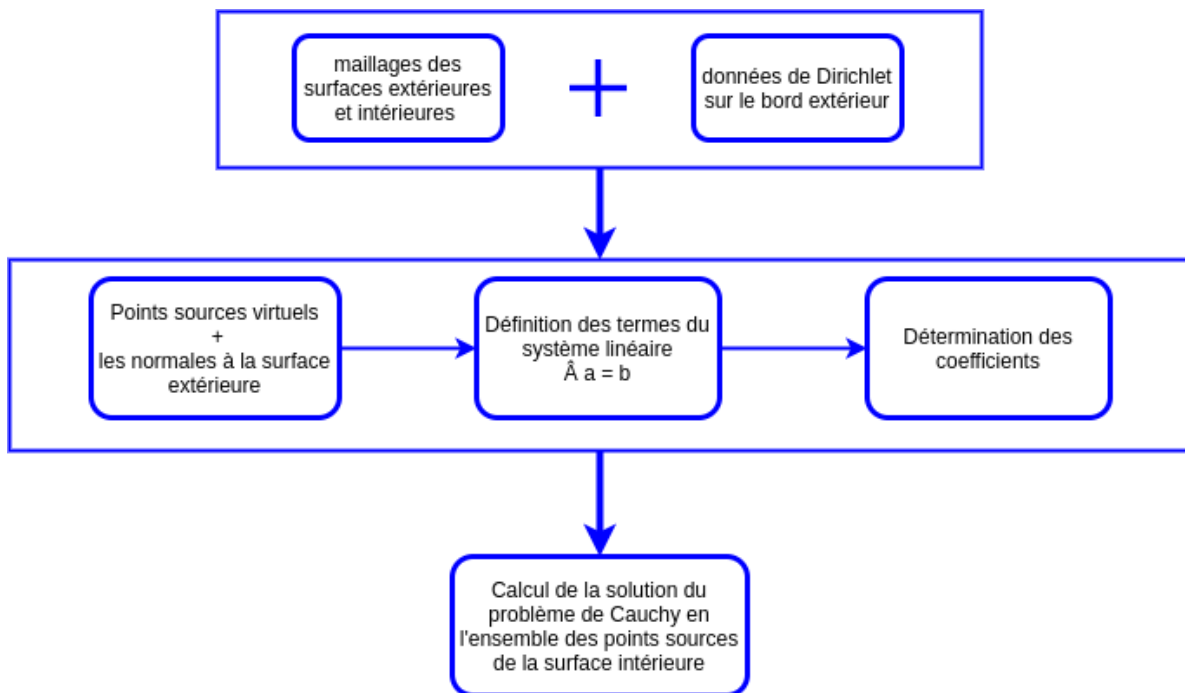 maillages des
surfaces extérieures
et intérieures
données de Dirichlet
sur le bord extérieur
Points sources virtuels
+
les normales à la surface
extérieure
Définition des termes du
système linéaire
Â a = b
Détermination des
coefficients
Calcul de la solution du
problème de Cauchy en
l'ensemble des points sources
de la surface intérieure